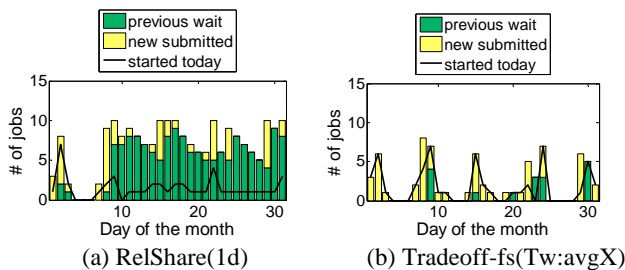 previous wait
new submitted
started today
15
10
5
0
# of jobs
10 20 30
Day of the month
(a) RelShare(1d)
previous wait
new submitted
started today
15
10
5
0
# of jobs
10 20 30
Day of the month
(b) Tradeoff-fs(Tw:avgX)